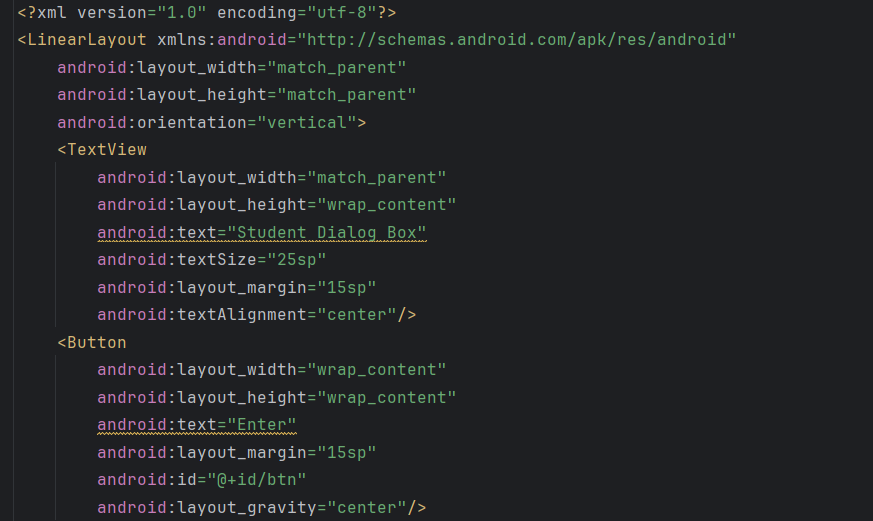 <?xml version="1.0" encoding="utf-8"?>
<LinearLayout xmlns:android="http://schemas.android.com/apk/res/android"
    android:layout_width="match_parent"
    android:layout_height="match_parent"
    android:orientation="vertical">
    <TextView
        android:layout_width="match_parent"
        android:layout_height="wrap_content"
        android:text="Student Dialog Box"
        android:textSize="25sp"
        android:layout_margin="15sp"
        android:textAlignment="center"/>
    <Button
        android:layout_width="wrap_content"
        android:layout_height="wrap_content"
        android:text="Enter"
        android:layout_margin="15sp"
        android:id="@+id/btn"
        android:layout_gravity="center"/>